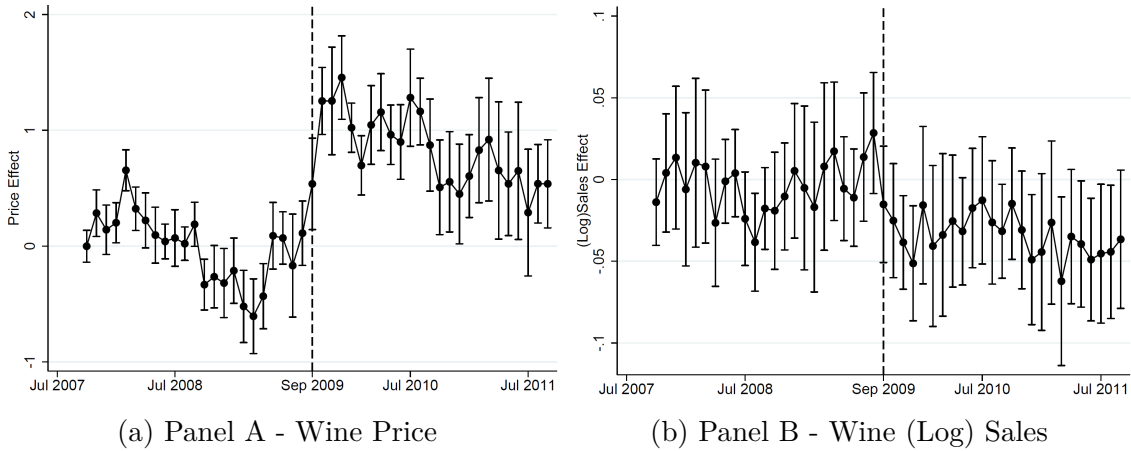 2
1
0
-1
Price Effect
Jul 2007
Jul 2008
Sep 2009
Jul 2010
Jul 2011
(a) Panel A - Wine Price
.1
.05
0
-.05
-.1
(Log)Sales Effect
Jul 2007
Jul 2008
Sep 2009
Jul 2010
Jul 2011
(b) Panel B - Wine (Log) Sales